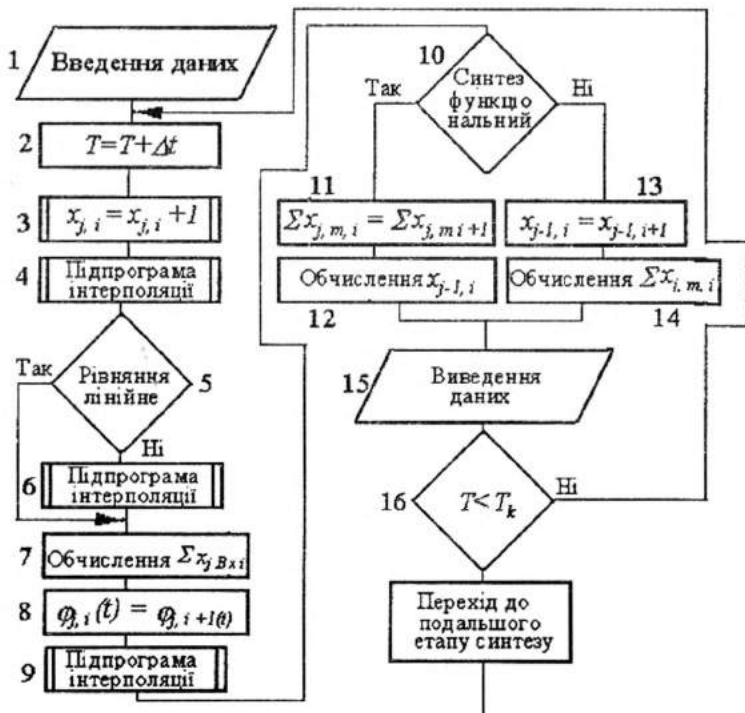 1
Введення даних
2
T=T+Δt
3
x_{j, i} = x_{j, i} +1
4
Підпрограма
інтерполяції
Так
Рівняння
лінійне
5
Ні
6
Підпрограма
інтерполяції
7
Обчислення Σx_{j Вх i}
8
φ_{j, i}(t) = φ_{j, i+1(t)}
9
Підпрограма
інтерполяції
10
Синтез
функціо
нальний
Так
Ні
11
Σx_{j, m, i} = Σx_{j, m i+1}
Обчислення x_{j-1, i}
12
13
x_{j-1, i} = x_{j-1, i+1}
Обчислення Σx_{i, m, i}
14
15
Виведення
даних
16
T<T_k
Ні
Перехід до
подальшого
етапу синтезу